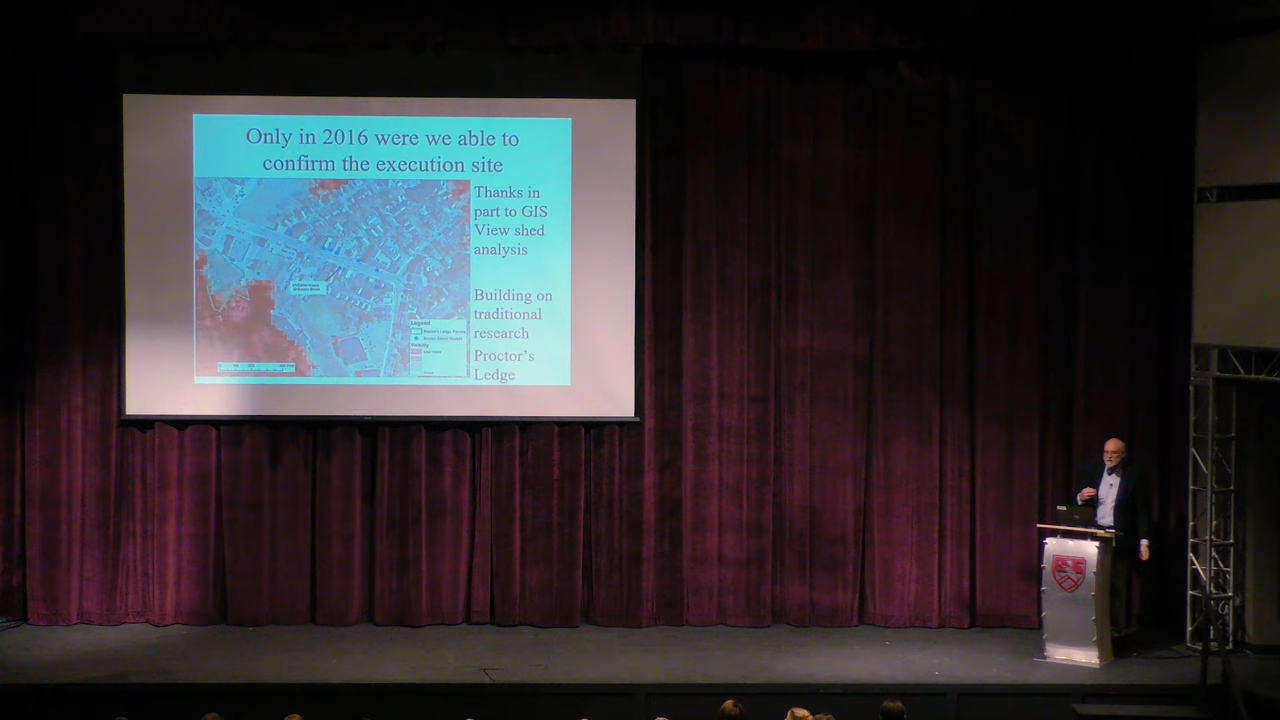 Only in 2016 were we able to
confirm the execution site
Thanks in
part to GIS
View shed
analysis
Building on
traditional
research
Proctor's
Ledge
Legend